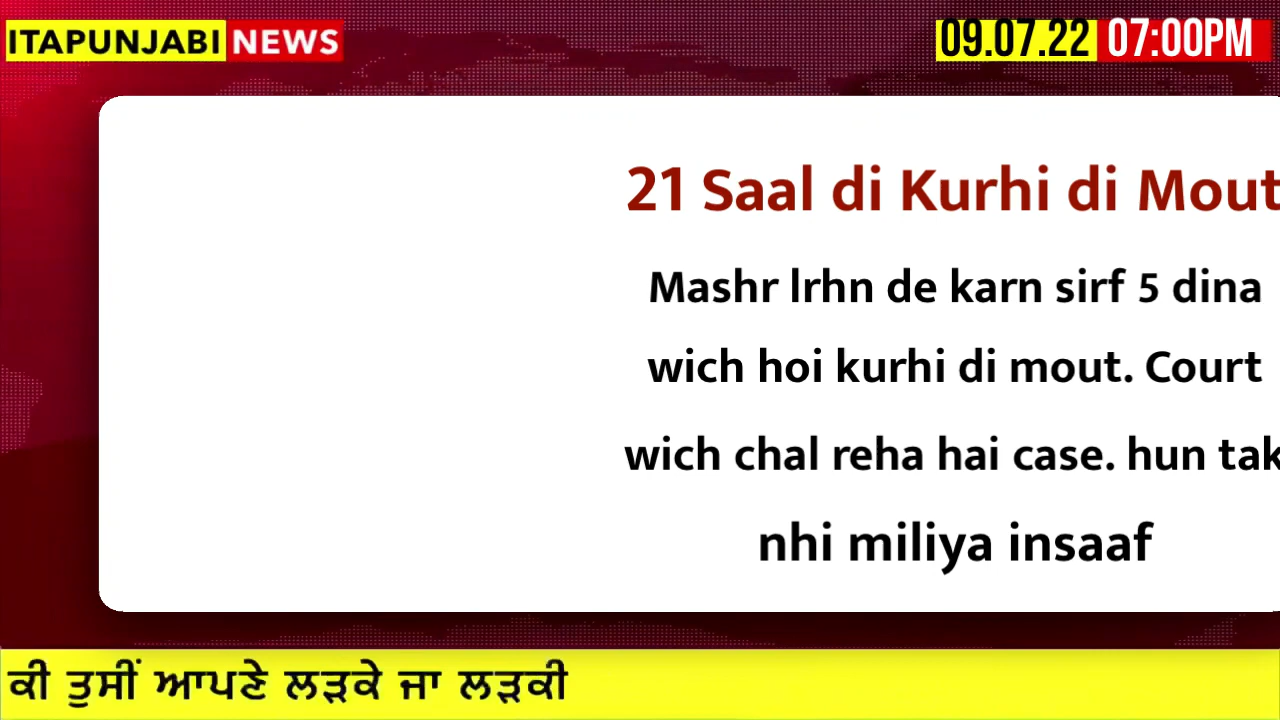 ITAPUNJABI NEWS
09.07.22 07:00PM
21 Saal di Kurhi di Mout
Mashr lrhn de karn sirf 5 dina
wich hoi kurhi di mout. Court
wich chal reha hai case. hun tak
nhi miliya insaaf
ਕੀ ਤੁਸੀਂ ਆਪਣੇ ਲੜਕੇ ਜਾ ਲੜਕੀ